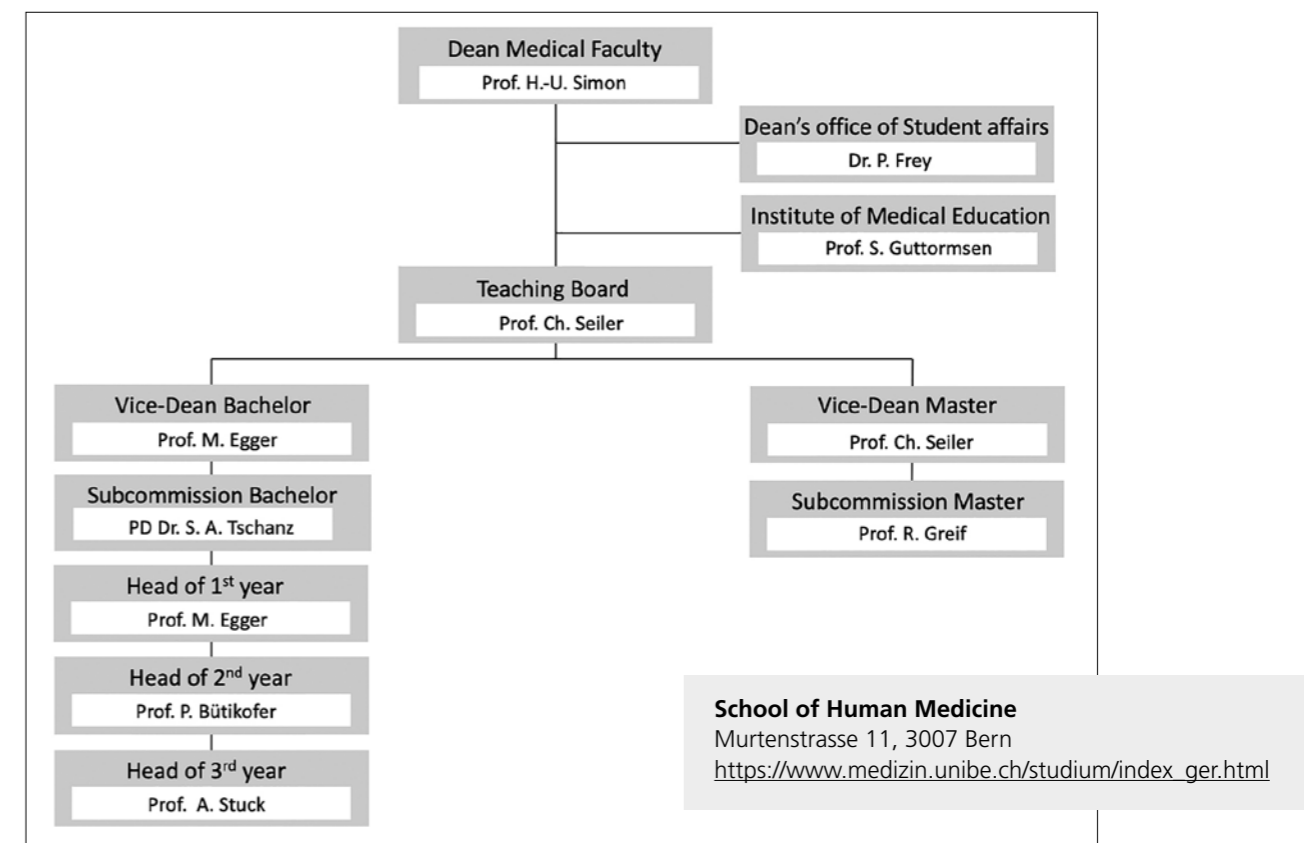 Dean Medical Faculty
Prof. H.-U. Simon
Dean's office of Student affairs
Dr. P. Frey
Institute of Medical Education
Prof. S. Guttormsen
Teaching Board
Prof. Ch. Seiler
Vice-Dean Bachelor
Prof. M. Egger
Subcommission Bachelor
PD Dr. S. A. Tschanz
Head of 1st year
Prof. M. Egger
Head of 2nd year
Prof. P. Bütikofer
Head of 3rd year
Prof. A. Stuck
Vice-Dean Master
Prof. Ch. Seiler
Subcommission Master
Prof. R. Greif
School of Human Medicine
Murtenstrasse 11, 3007 Bern
https://www.medizin.unibe.ch/studium/index_ger.html